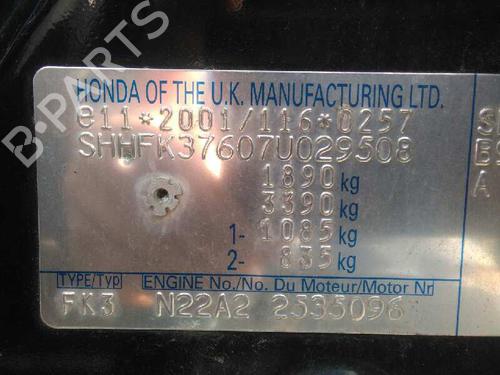 B-PARTS
HONDA OF THE U.K. MANUFACTURING LTD.
811*2001/116*0257
SHHFK37607U029508
1890 kg
3390 kg
1- 1085 kg
2- 835 kg
TYPE/TYP ENGINE No./No. Du Moteur/Motor Nr
FK3 N22A2 2535096
A